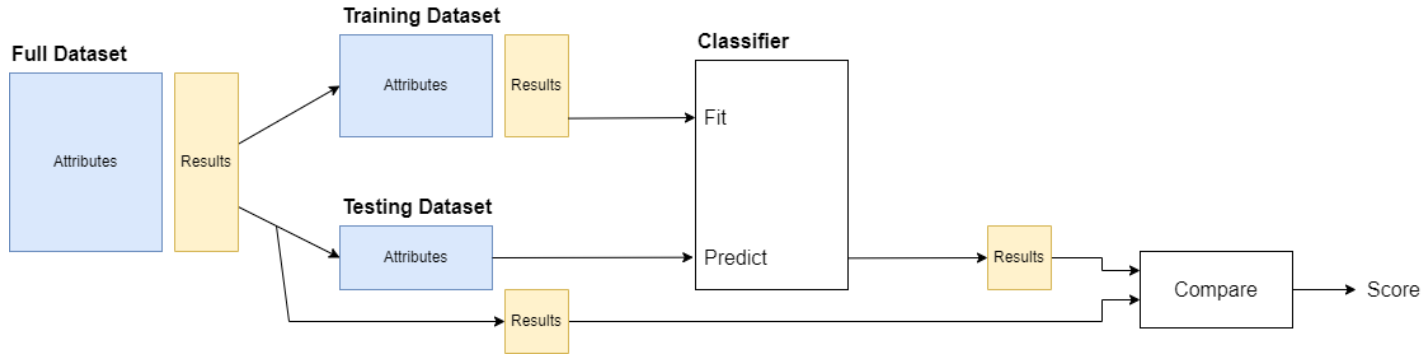 Full Dataset
Attributes
Results
Training Dataset
Attributes
Results
Testing Dataset
Attributes
Results
Classifier
Fit
Predict
Results
Compare
Score